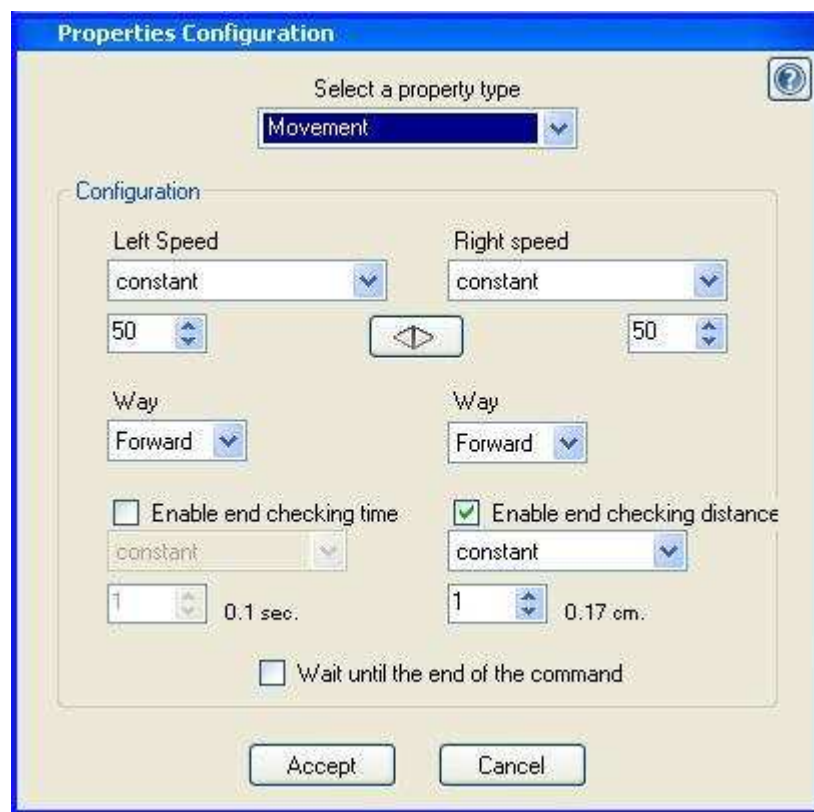 Properties Configuration
?
Select a property type
Movement
Configuration
Left Speed Right speed
constant constant
50 50
Way Way
Forward Forward
Enable end checking time Enable end checking distance
constant constant
1 0.1 sec. 1 0.17 cm.
Wait until the end of the command
Accept Cancel